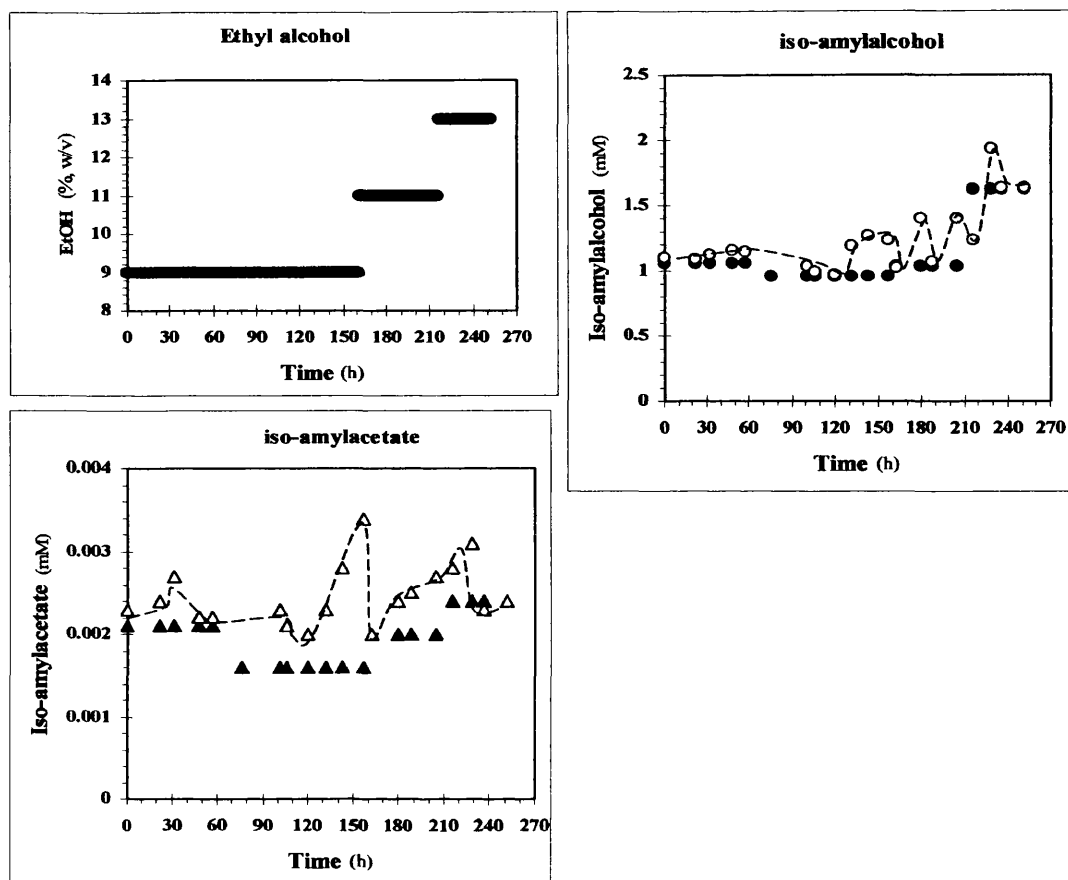 Ethyl alcohol
EtOH (%, w/v)
14
13
12
11
10
9
8
0 30 60 90 120 150 180 210 240 270
Time (h)
iso-amylalcohol
Iso-amylalcohol (mM)
2.5
2
1.5
1
0.5
0
0 30 60 90 120 150 180 210 240 270
Time (h)
iso-amylacetate
Iso-amylacetate (mM)
0.004
0.003
0.002
0.001
0
0 30 60 90 120 150 180 210 240 270
Time (h)